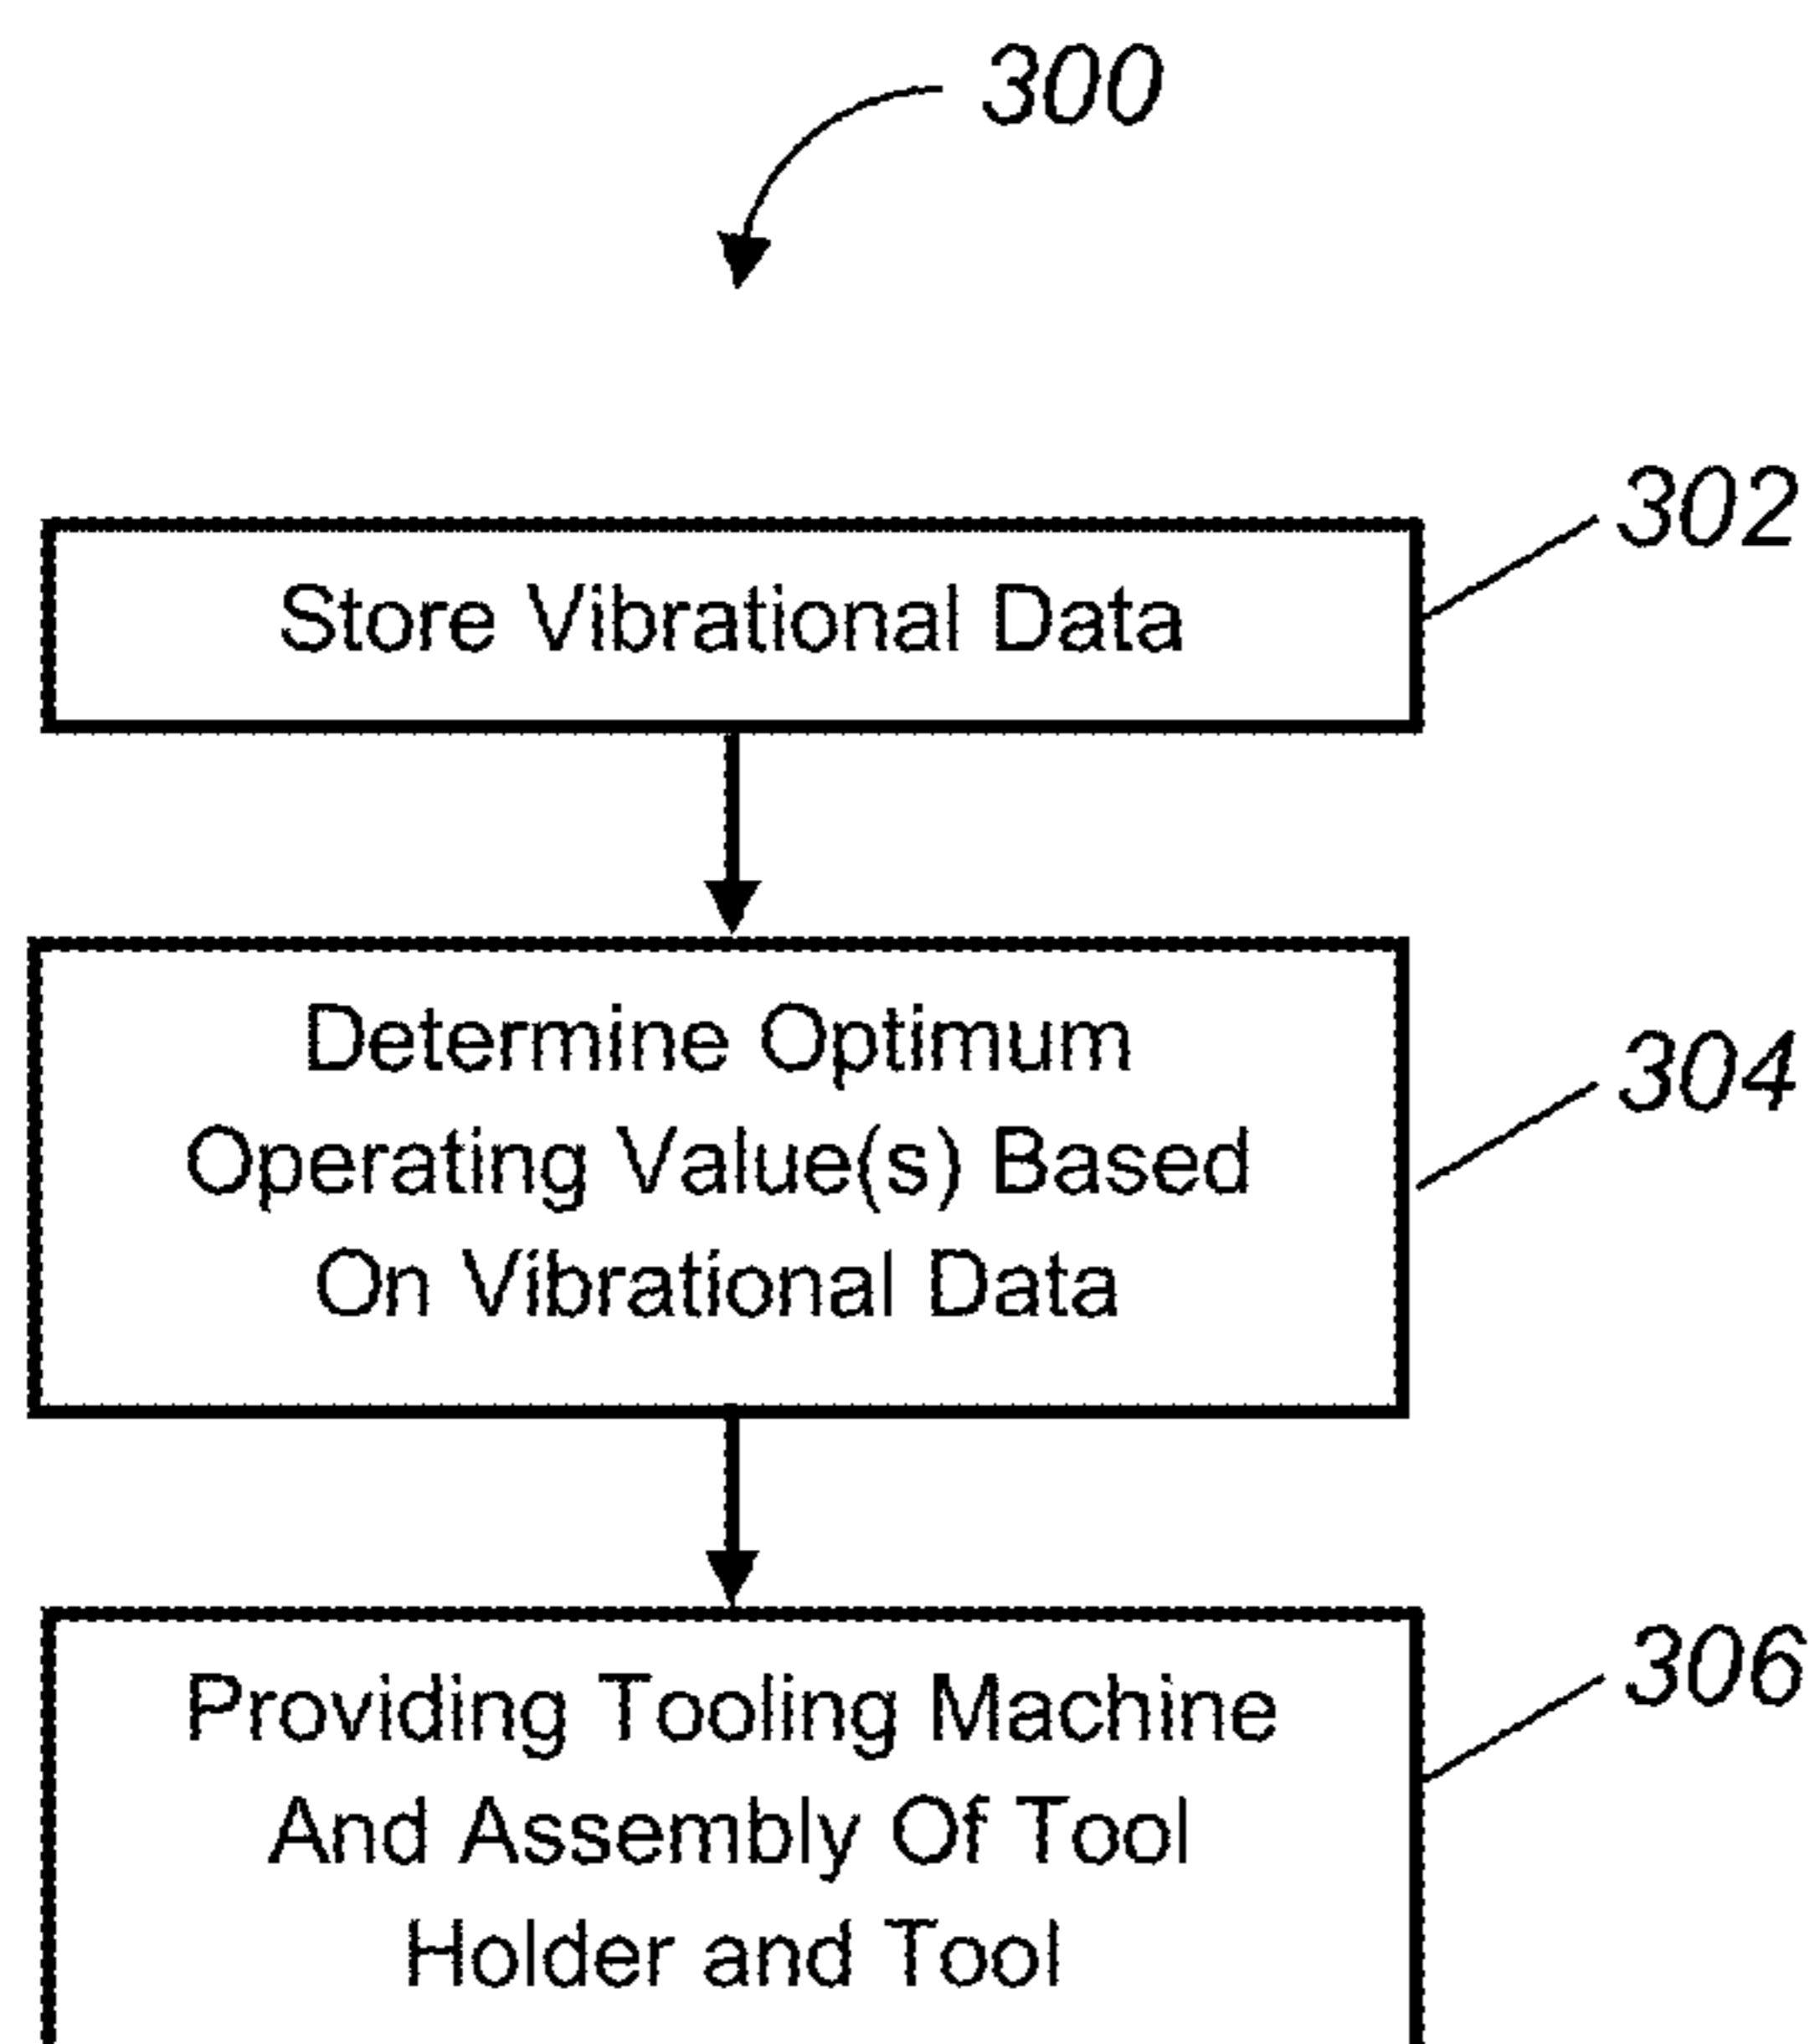 300
302
Store Vibrational Data
304
Determine Optimum
Operating Value(s) Based
On Vibrational Data
306
Providing Tooling Machine
And Assembly Of Tool
Holder and Tool